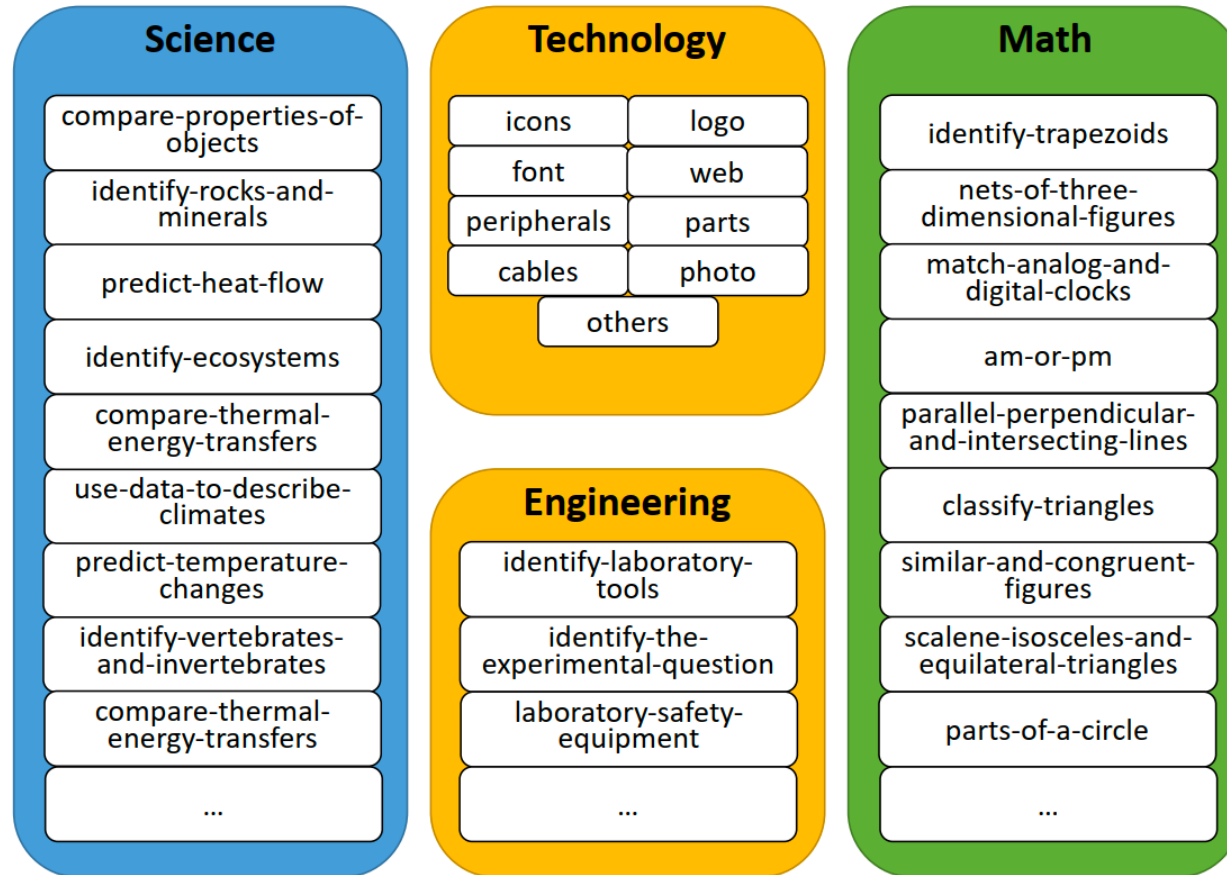 Science
compare-properties-of-
objects
identify-rocks-and-
minerals
predict-heat-flow
identify-ecosystems
compare-thermal-
energy-transfers
use-data-to-describe-
climates
predict-temperature-
changes
identify-vertebrates-
and-invertebrates
compare-thermal-
energy-transfers
...
Technology
icons
logo
font
web
peripherals
parts
cables
photo
others
Engineering
identify-laboratory-
tools
identify-the-
experimental-question
laboratory-safety-
equipment
...
Math
identify-trapezoids
nets-of-three-
dimensional-figures
match-analog-and-
digital-clocks
am-or-pm
parallel-perpendicular-
and-intersecting-lines
classify-triangles
similar-and-congruent-
figures
scalene-isosceles-and-
equilateral-triangles
parts-of-a-circle
...